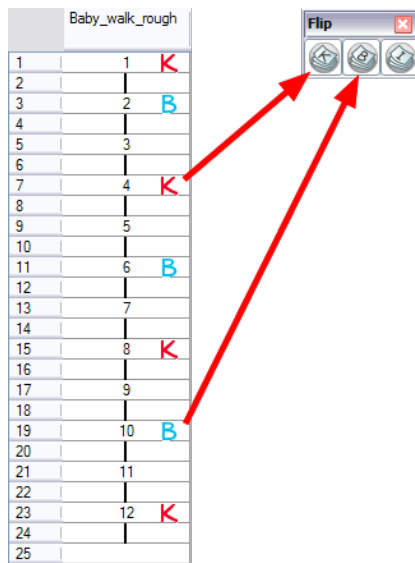 Baby_walk_rough
Flip
K B I
1 1 K
2
3 2 B
4
5 3
6
7 4 K
8
9 5
10
11 6 B
12
13 7
14
15 8 K
16
17 9
18
19 10 B
20
21 11
22
23 12 K
24
25